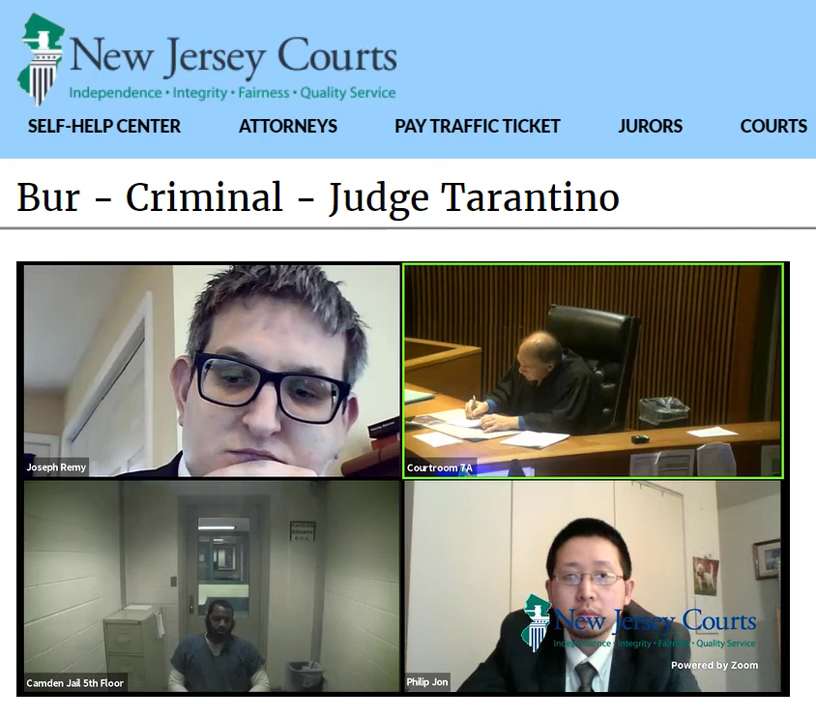 New Jersey Courts
Independence • Integrity • Fairness • Quality Service
SELF-HELP CENTER ATTORNEYS PAY TRAFFIC TICKET JURORS COURTS
Bur - Criminal - Judge Tarantino
Joseph Remy
Courtroom 7A
Camden Jail 5th Floor
Philip Jon
New Jersey Courts
Independence • Integrity • Fairness • Quality Service
Powered by Zoom